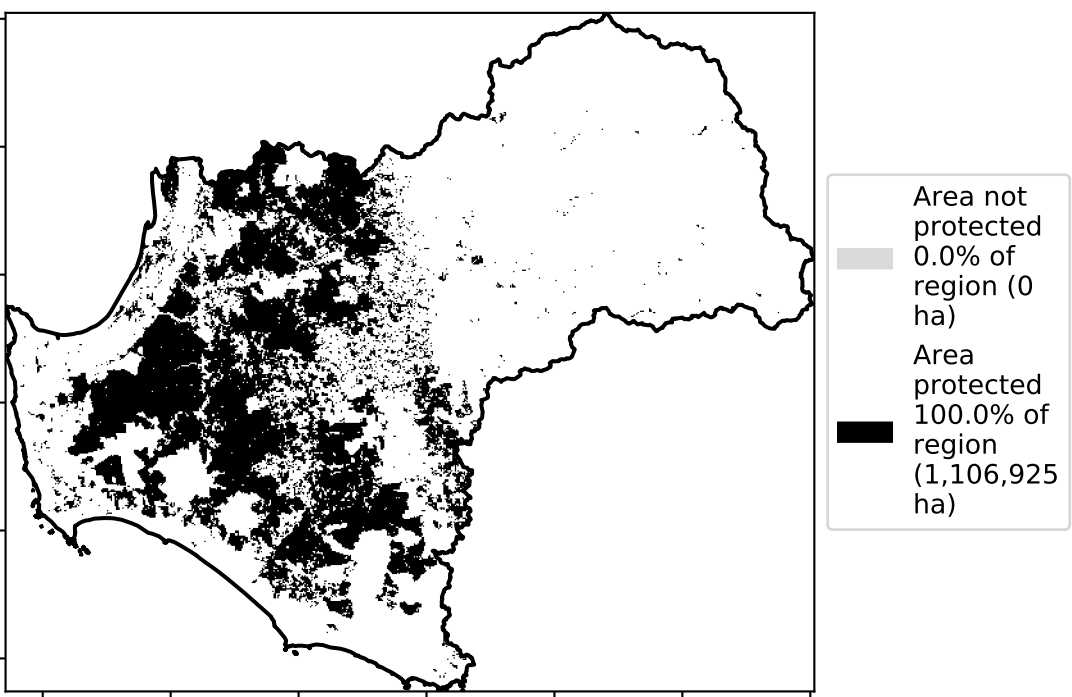 Area not
protected
0.0% of
region (0
ha)
Area
protected
100.0% of
region
(1,106,925
ha)